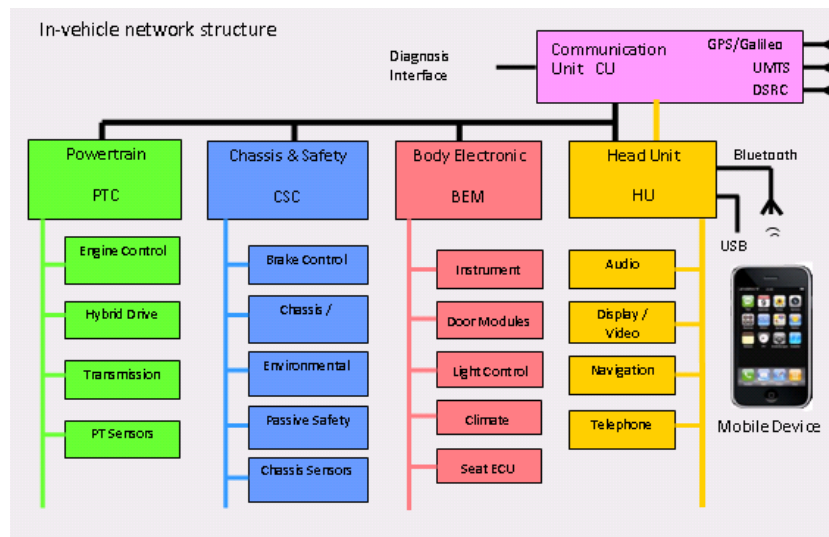 In-vehicle network structure
Diagnosis
Interface
Communication
Unit CU
GPS/Galileo
UMTS
DSRC
Powertrain
PTC
Chassis & Safety
CSC
Body Electronic
BEM
Head Unit
HU
Bluetooth
USB
Engine Control
Hybrid Drive
Transmission
PT Sensors
Brake Control
Chassis /
Environmental
Passive Safety
Chassis Sensors
Instrument
Door Modules
Light Control
Climate
Seat ECU
Audio
Display /
Video
Navigation
Telephone
Mobile Device